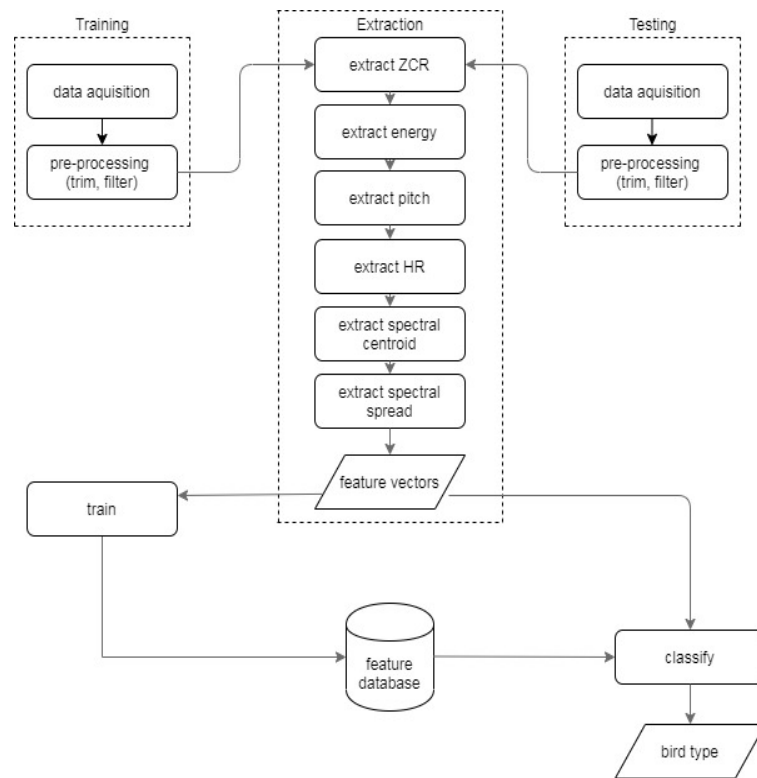 Training
Extraction
Testing
data aquisition
pre-processing
(trim, filter)
extract ZCR
extract energy
extract pitch
extract HR
extract spectral
centroid
extract spectral
spread
feature vectors
data aquisition
pre-processing
(trim, filter)
train
feature
database
classify
bird type